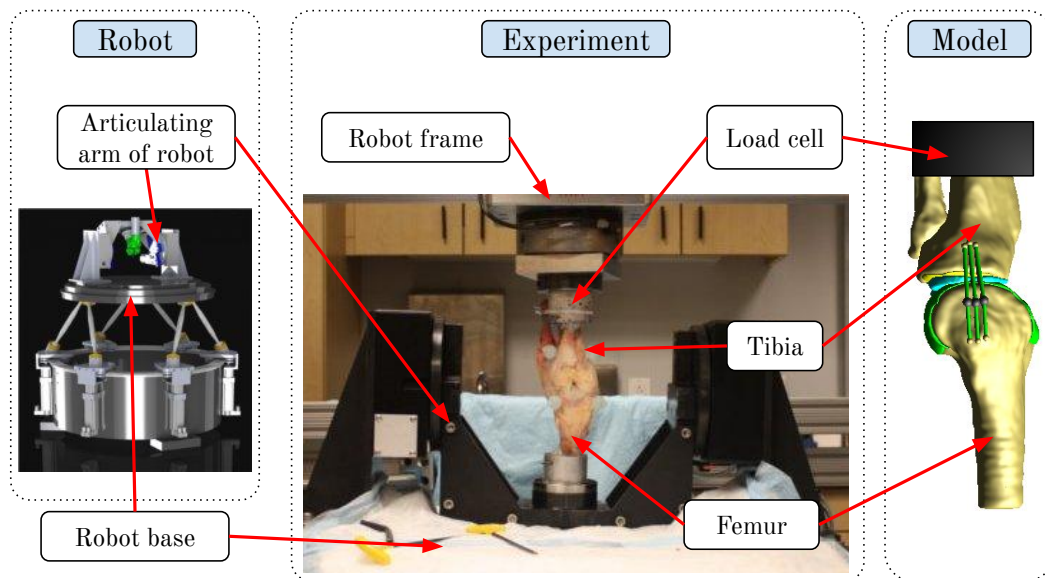 Robot
Experiment
Model
Articulating
arm of robot
Robot frame
Load cell
Tibia
Robot base
Femur